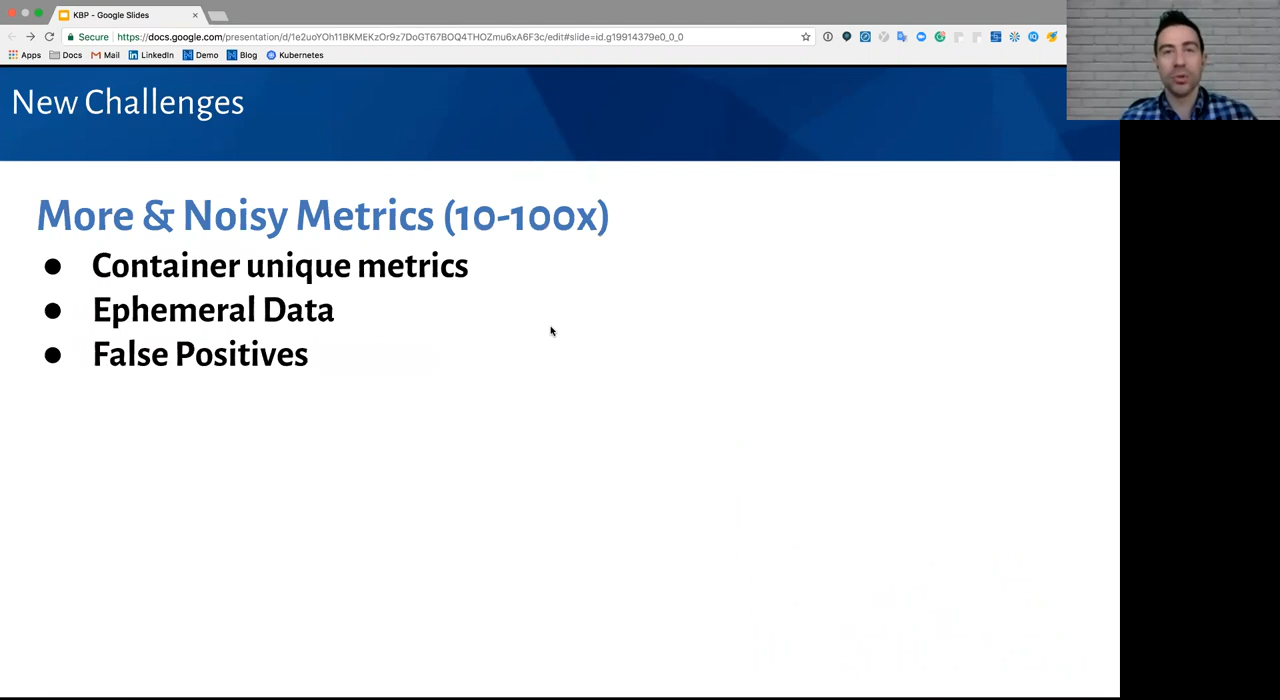 KBP - Google Slides
Secure https://docs.google.com/presentation/d/1e2uoYOh11BKMEKzOr9z7DoGT67BOQ4THOZmu6xA6F3c/edit#slide=id.g19914379e0_0_0
Apps Docs Mail LinkedIn Demo Blog Kubernetes
New Challenges
More & Noisy Metrics (10-100x)
● Container unique metrics
● Ephemeral Data
● False Positives